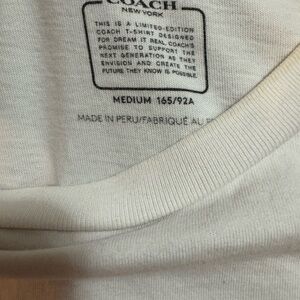 COACH
NEW YORK
THIS IS A LIMITED-EDITION
COACH T-SHIRT DESIGNED
FOR DREAM IT REAL, COACH'S
PROMISE TO SUPPORT THE
NEXT GENERATION AS THEY
ENVISION AND CREATE THE
FUTURE THEY KNOW IS POSSIBLE.
MEDIUM 165/92A
MADE IN PERU/FABRIQUÉ AU